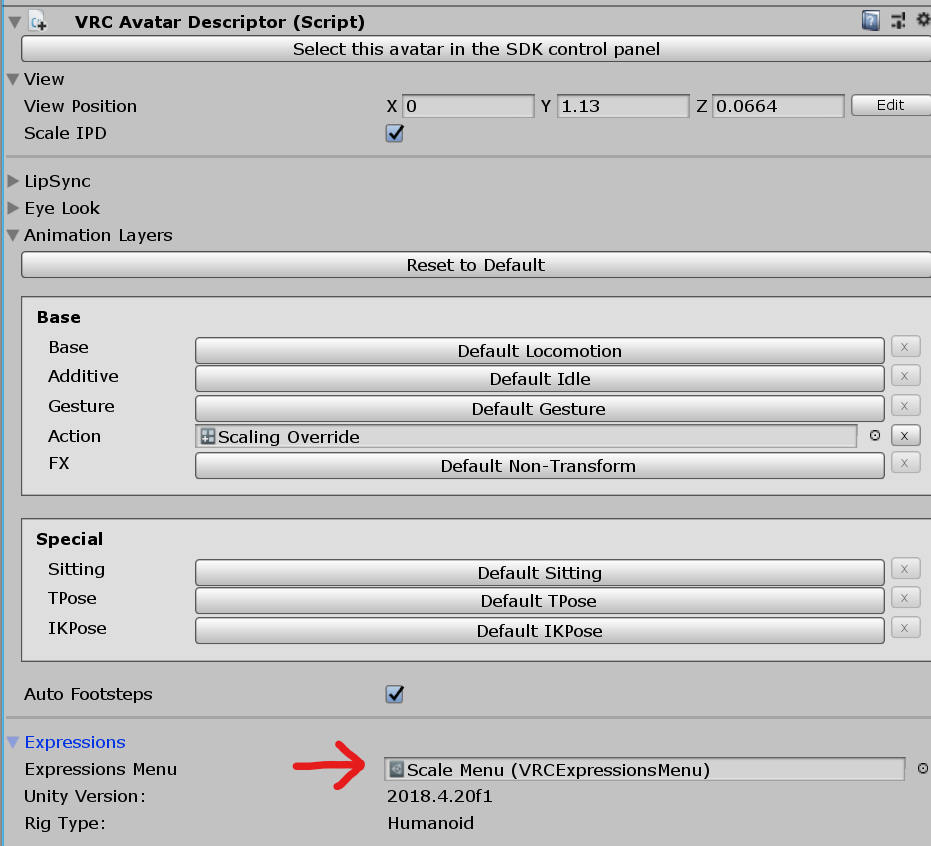 VRC Avatar Descriptor (Script)
Select this avatar in the SDK control panel
View
View Position X 0 Y 1.13 Z 0.0664 Edit
Scale IPD
LipSync
Eye Look
Animation Layers
Reset to Default
Base
Base Default Locomotion x
Additive Default Idle x
Gesture Default Gesture x
Action Scaling Override x
FX Default Non-Transform x
Special
Sitting Default Sitting x
TPose Default TPose x
IKPose Default IKPose x
Auto Footsteps
Expressions
Expressions Menu Scale Menu (VRCExpressionsMenu)
Unity Version: 2018.4.20f1
Rig Type: Humanoid